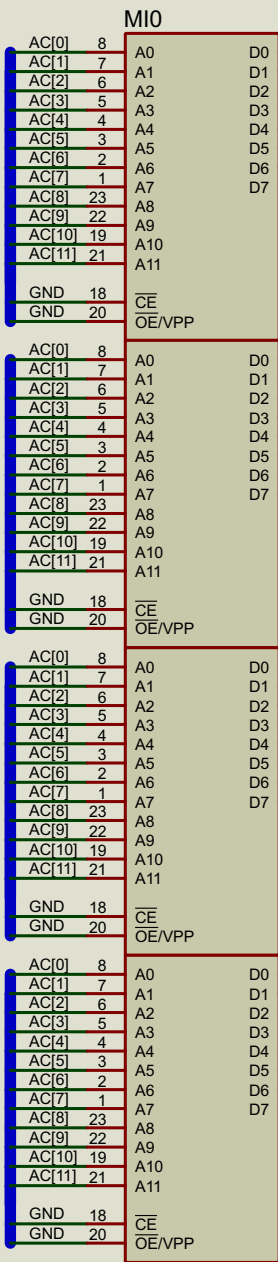 MI0
AC[0] 8 A0 D0
AC[1] 7 A1 D1
AC[2] 6 A2 D2
AC[3] 5 A3 D3
AC[4] 4 A4 D4
AC[5] 3 A5 D5
AC[6] 2 A6 D6
AC[7] 1 A7 D7
AC[8] 23 A8
AC[9] 22 A9
AC[10] 19 A10
AC[11] 21 A11
GND 18 CE
GND 20 OE/VPP
AC[0] 8 A0 D0
AC[1] 7 A1 D1
AC[2] 6 A2 D2
AC[3] 5 A3 D3
AC[4] 4 A4 D4
AC[5] 3 A5 D5
AC[6] 2 A6 D6
AC[7] 1 A7 D7
AC[8] 23 A8
AC[9] 22 A9
AC[10] 19 A10
AC[11] 21 A11
GND 18 CE
GND 20 OE/VPP
AC[0] 8 A0 D0
AC[1] 7 A1 D1
AC[2] 6 A2 D2
AC[3] 5 A3 D3
AC[4] 4 A4 D4
AC[5] 3 A5 D5
AC[6] 2 A6 D6
AC[7] 1 A7 D7
AC[8] 23 A8
AC[9] 22 A9
AC[10] 19 A10
AC[11] 21 A11
GND 18 CE
GND 20 OE/VPP
AC[0] 8 A0 D0
AC[1] 7 A1 D1
AC[2] 6 A2 D2
AC[3] 5 A3 D3
AC[4] 4 A4 D4
AC[5] 3 A5 D5
AC[6] 2 A6 D6
AC[7] 1 A7 D7
AC[8] 23 A8
AC[9] 22 A9
AC[10] 19 A10
AC[11] 21 A11
GND 18 CE
GND 20 OE/VPP